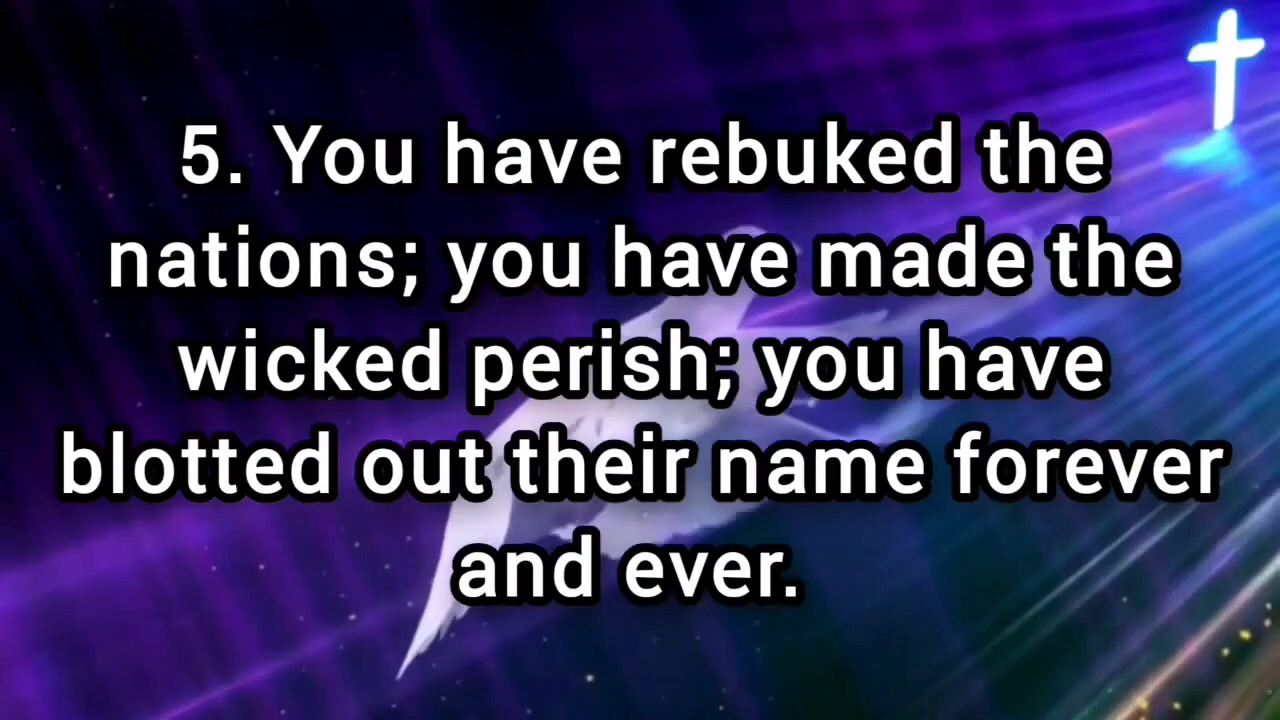 5. You have rebuked the
nations; you have made the
wicked perish; you have
blotted out their name forever
and ever.